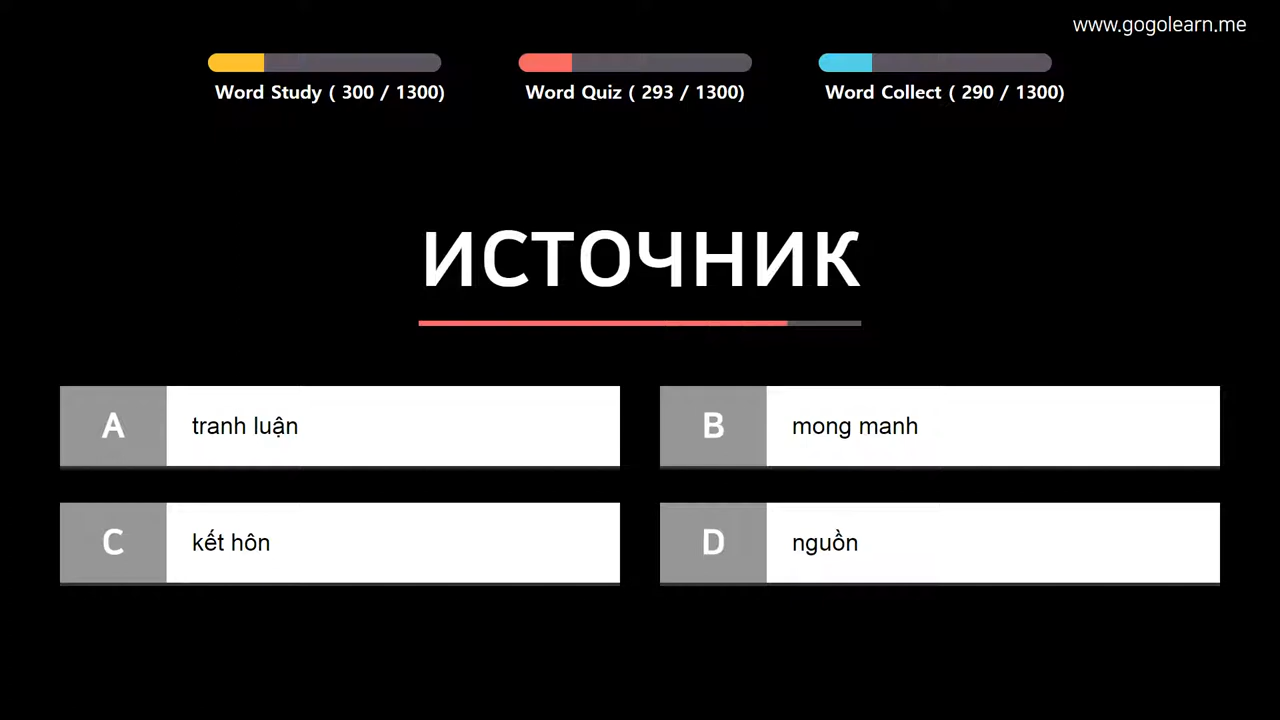 www.gogolearn.me
Word Study ( 300 / 1300)
Word Quiz ( 293 / 1300)
Word Collect ( 290 / 1300)
источник
A
tranh luận
B
mong manh
C
kết hôn
D
nguồn